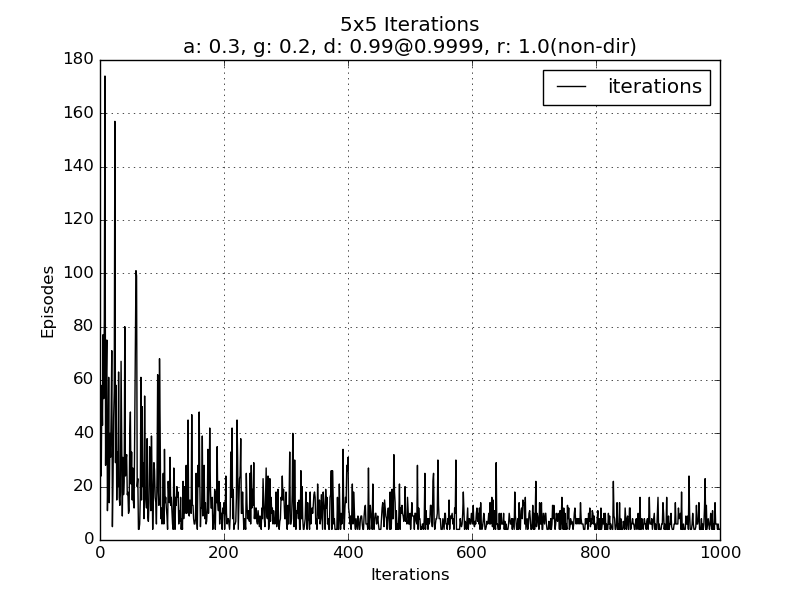 5x5 Iterations
a: 0.3, g: 0.2, d: 0.99@0.9999, r: 1.0(non-dir)
iterations
180
160
140
120
100
80
60
40
20
0
Episodes
0 200 400 600 800 1000
Iterations